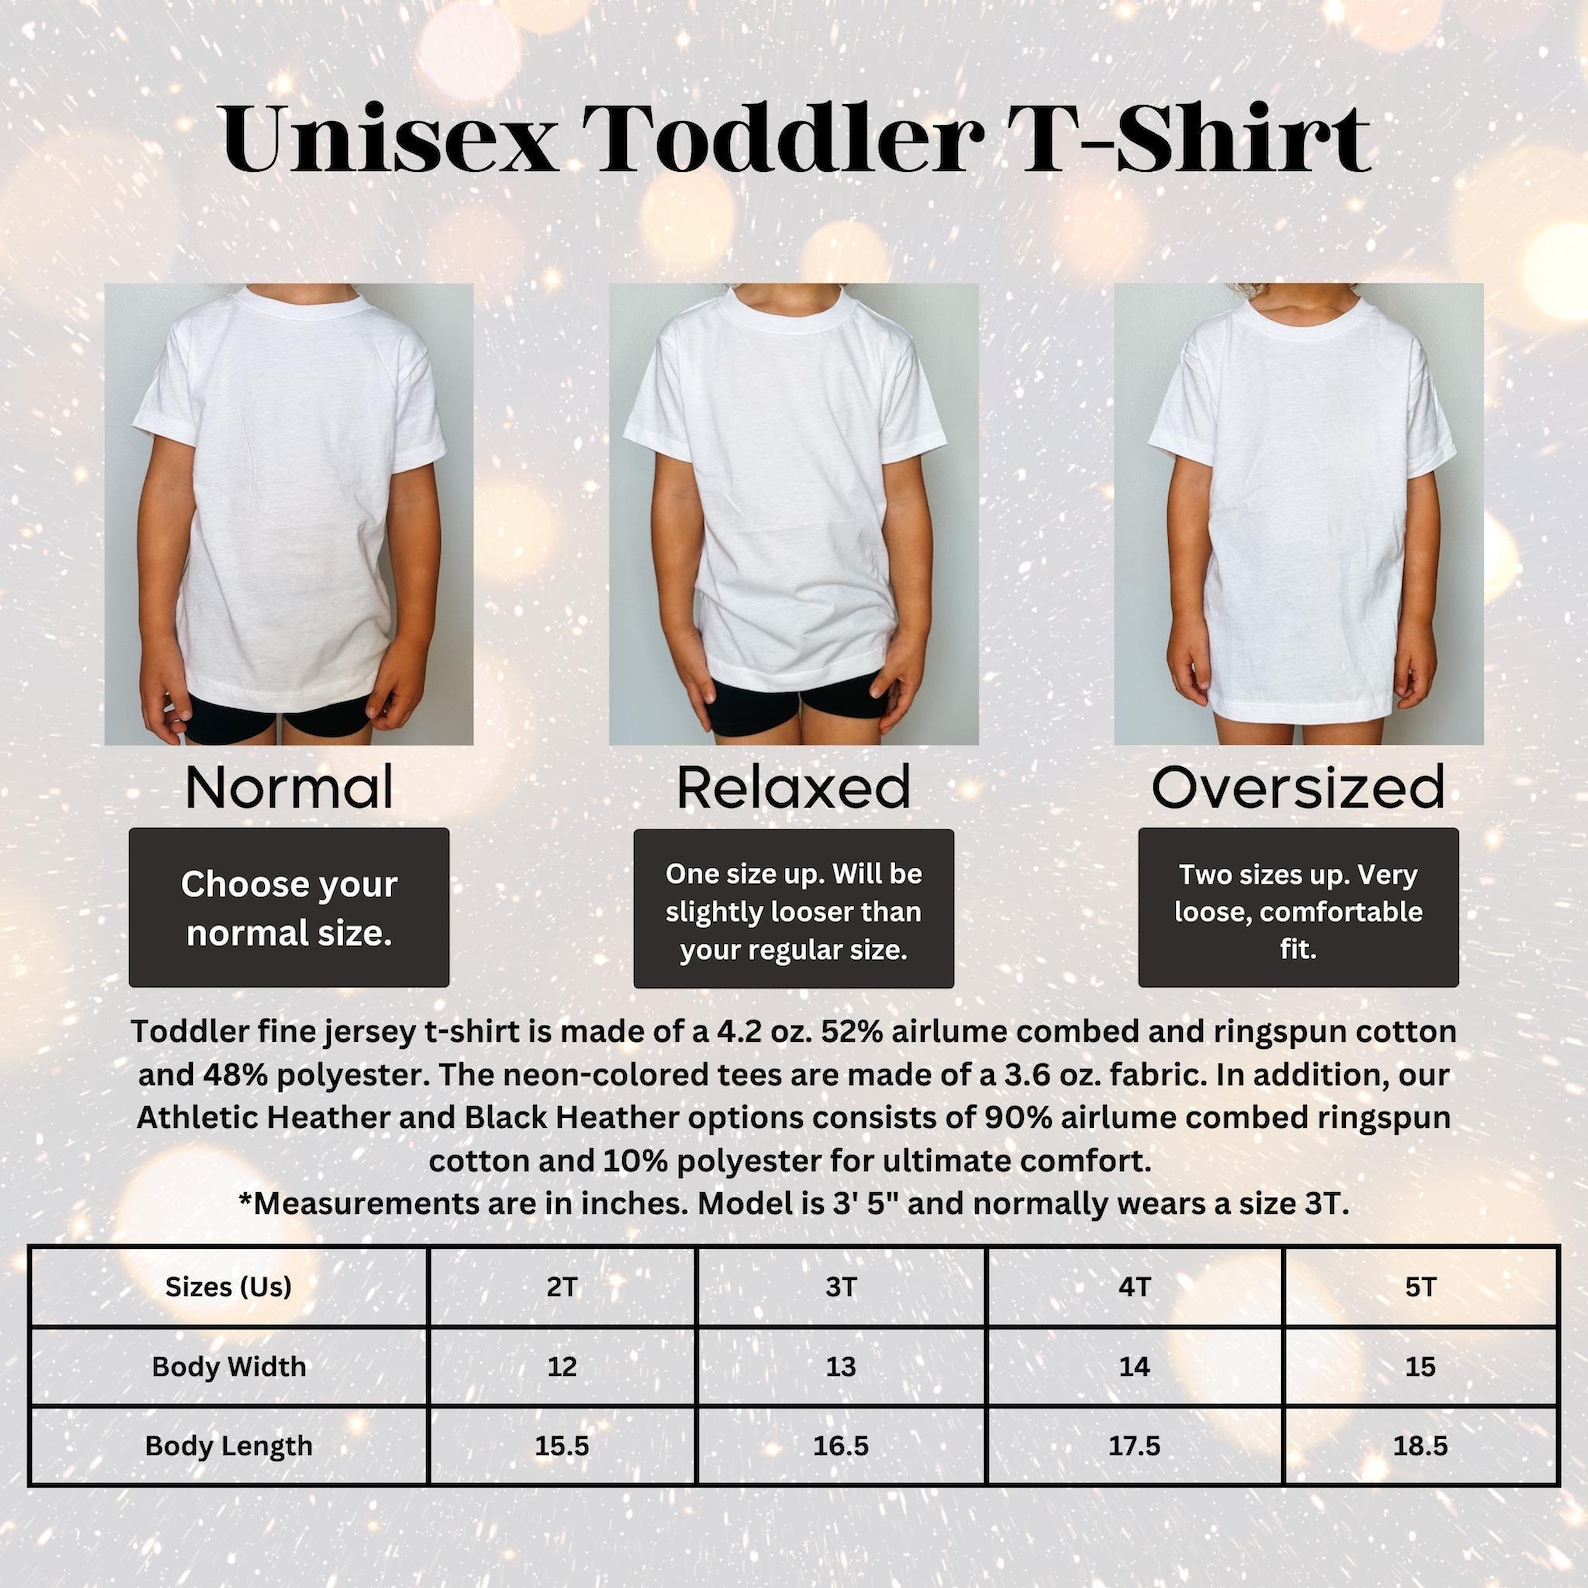 Unisex Toddler T-Shirt
Normal
Relaxed
Oversized
Choose your
normal size.
One size up. Will be
slightly looser than
your regular size.
Two sizes up. Very
loose, comfortable
fit.
Toddler fine jersey t-shirt is made of a 4.2 oz. 52% airlume combed and ringspun cotton
and 48% polyester. The neon-colored tees are made of a 3.6 oz. fabric. In addition, our
Athletic Heather and Black Heather options consists of 90% airlume combed ringspun
cotton and 10% polyester for ultimate comfort.
*Measurements are in inches. Model is 3' 5" and normally wears a size 3T.
Sizes (Us) 2T 3T 4T 5T
Body Width 12 13 14 15
Body Length 15.5 16.5 17.5 18.5